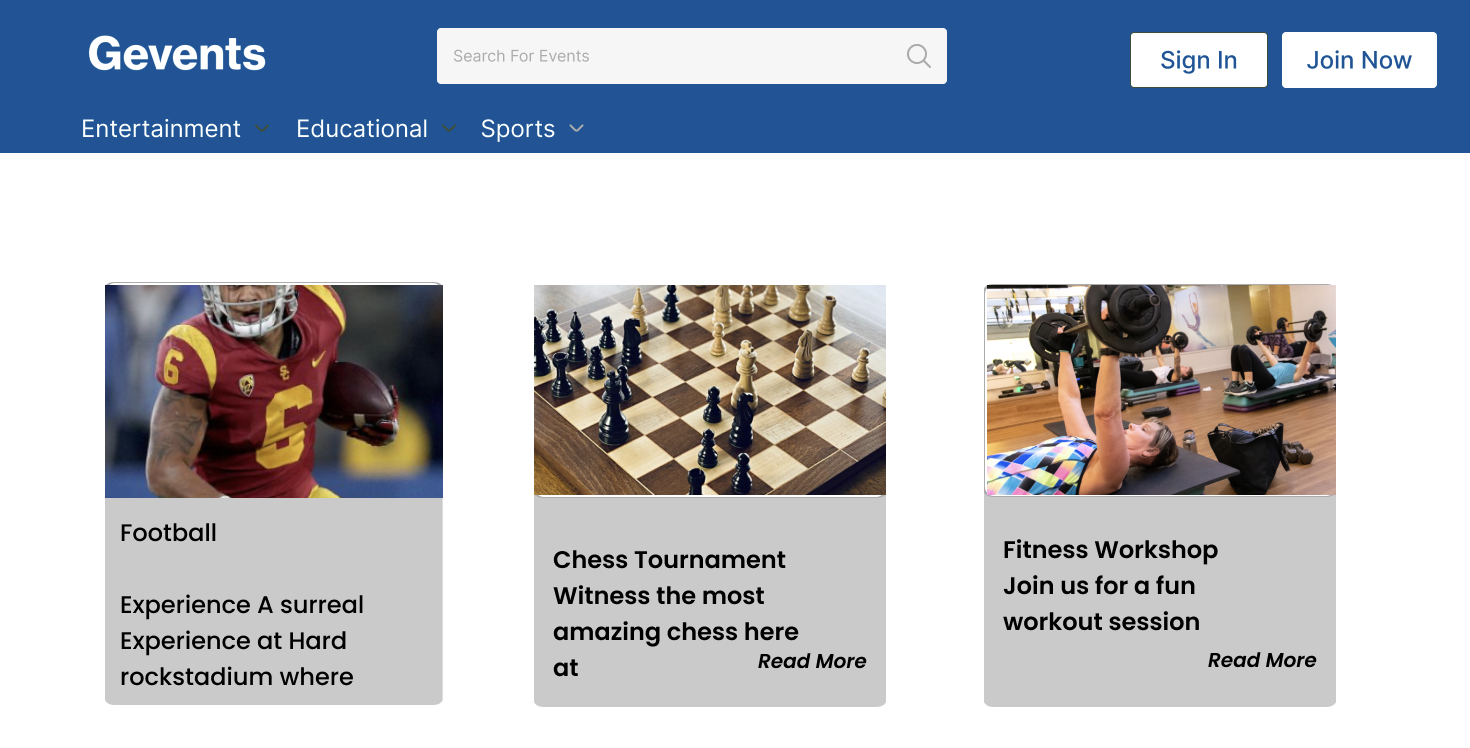 Gevents
Search For Events
Sign In
Join Now
Entertainment
Educational
Sports
6
SC
6
Football
Experience A surreal
Experience at Hard
rockstadium where
Chess Tournament
Witness the most
amazing chess here
at
Read More
Fitness Workshop
Join us for a fun
workout session
Read More